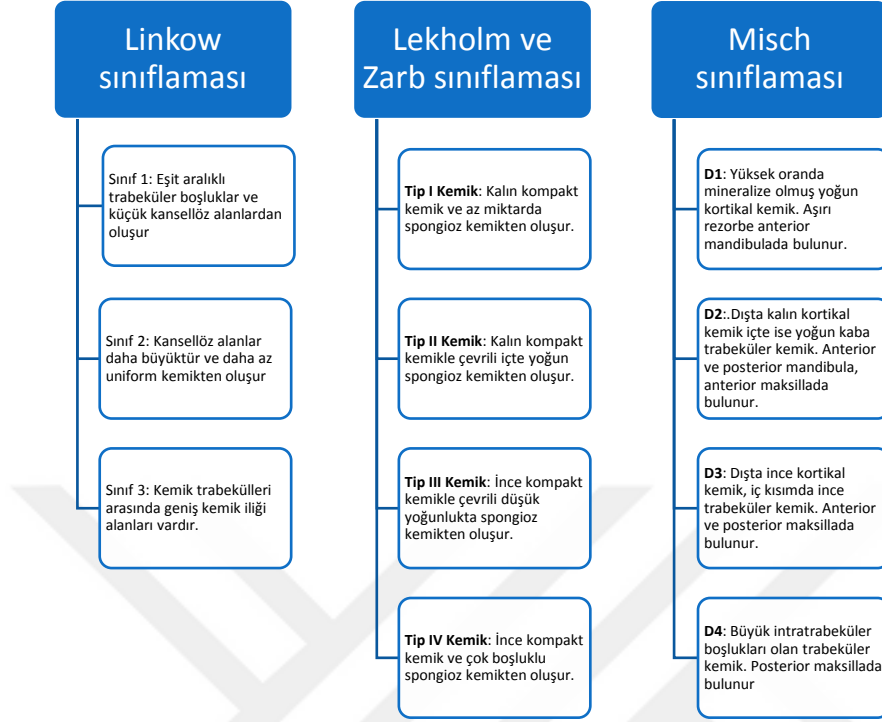 Linkow
sınıflaması
Sınıf 1: Eşit aralıklı
trabeküler boşluklar ve
küçük kansellöz alanlardan
oluşur
Sınıf 2: Kansellöz alanlar
daha büyüktür ve daha az
uniform kemikten oluşur
Sınıf 3: Kemik trabekülleri
arasında geniş kemik iliği
alanları vardır.
Lekholm ve
Zarb sınıflaması
Tip I Kemik: Kalın kompakt
kemik ve az miktarda
spongioz kemikten oluşur.
Tip II Kemik: Kalın kompakt
kemikle çevrili içte yoğun
spongioz kemikten oluşur.
Tip III Kemik: İnce kompakt
kemikle çevrili düşük
yoğunlukta spongioz
kemikten oluşur.
Tip IV Kemik: İnce kompakt
kemik ve çok boşluklu
spongioz kemikten oluşur.
Misch
sınıflaması
D1: Yüksek oranda
mineralize olmuş yoğun
kortikal kemik. Aşırı
rezorbe anterior
mandibulada bulunur.
D2:.Dışta kalın kortikal
kemik içte ise yoğun kaba
trabeküler kemik. Anterior
ve posterior mandibula,
anterior maksillada
bulunur.
D3: Dışta ince kortikal
kemik, iç kısımda ince
trabeküler kemik. Anterior
ve posterior maksillada
bulunur.
D4: Büyük intratrabeküler
boşlukları olan trabeküler
kemik. Posterior maksillada
bulunur